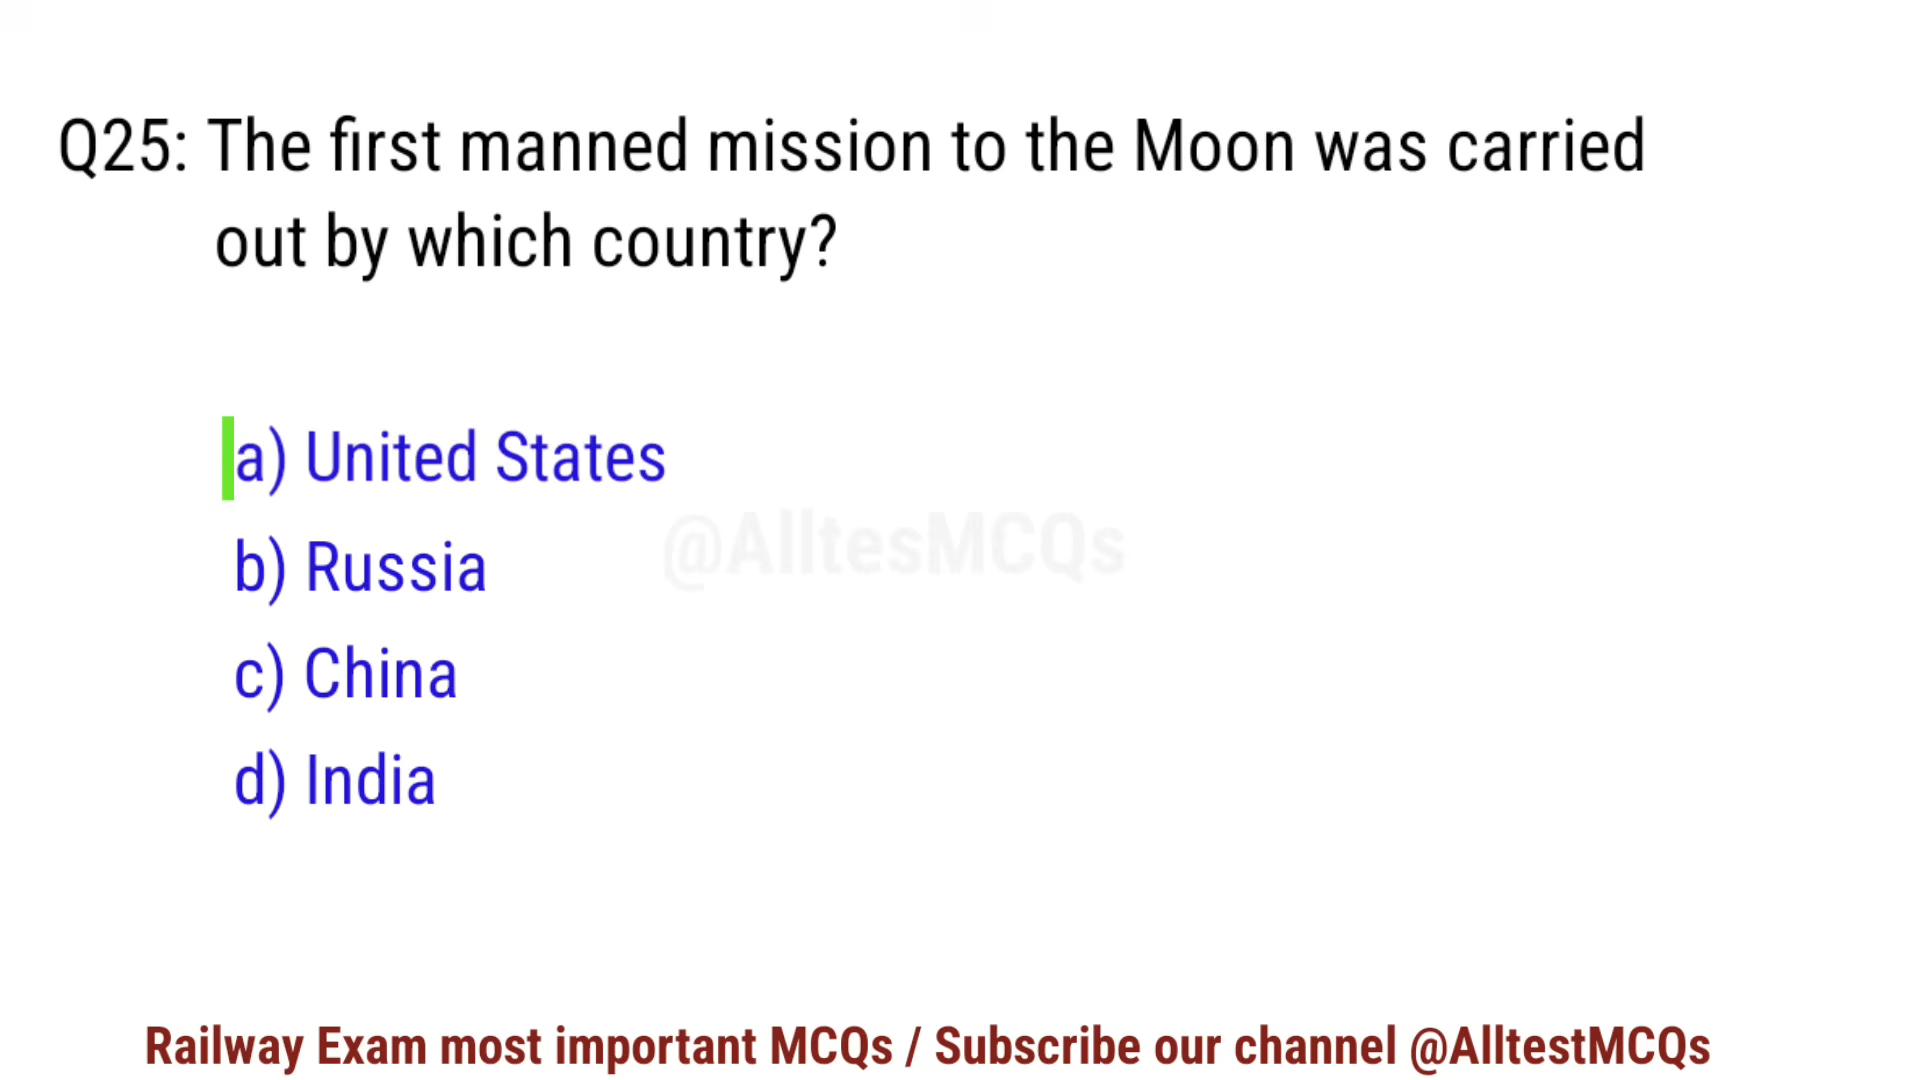 Q25: The first manned mission to the Moon was carried
out by which country?
a) United States
@AlltesMCQs
b) Russia
c) China
d) India
Railway Exam most important MCQs / Subscribe our channel @AlltestMCQs